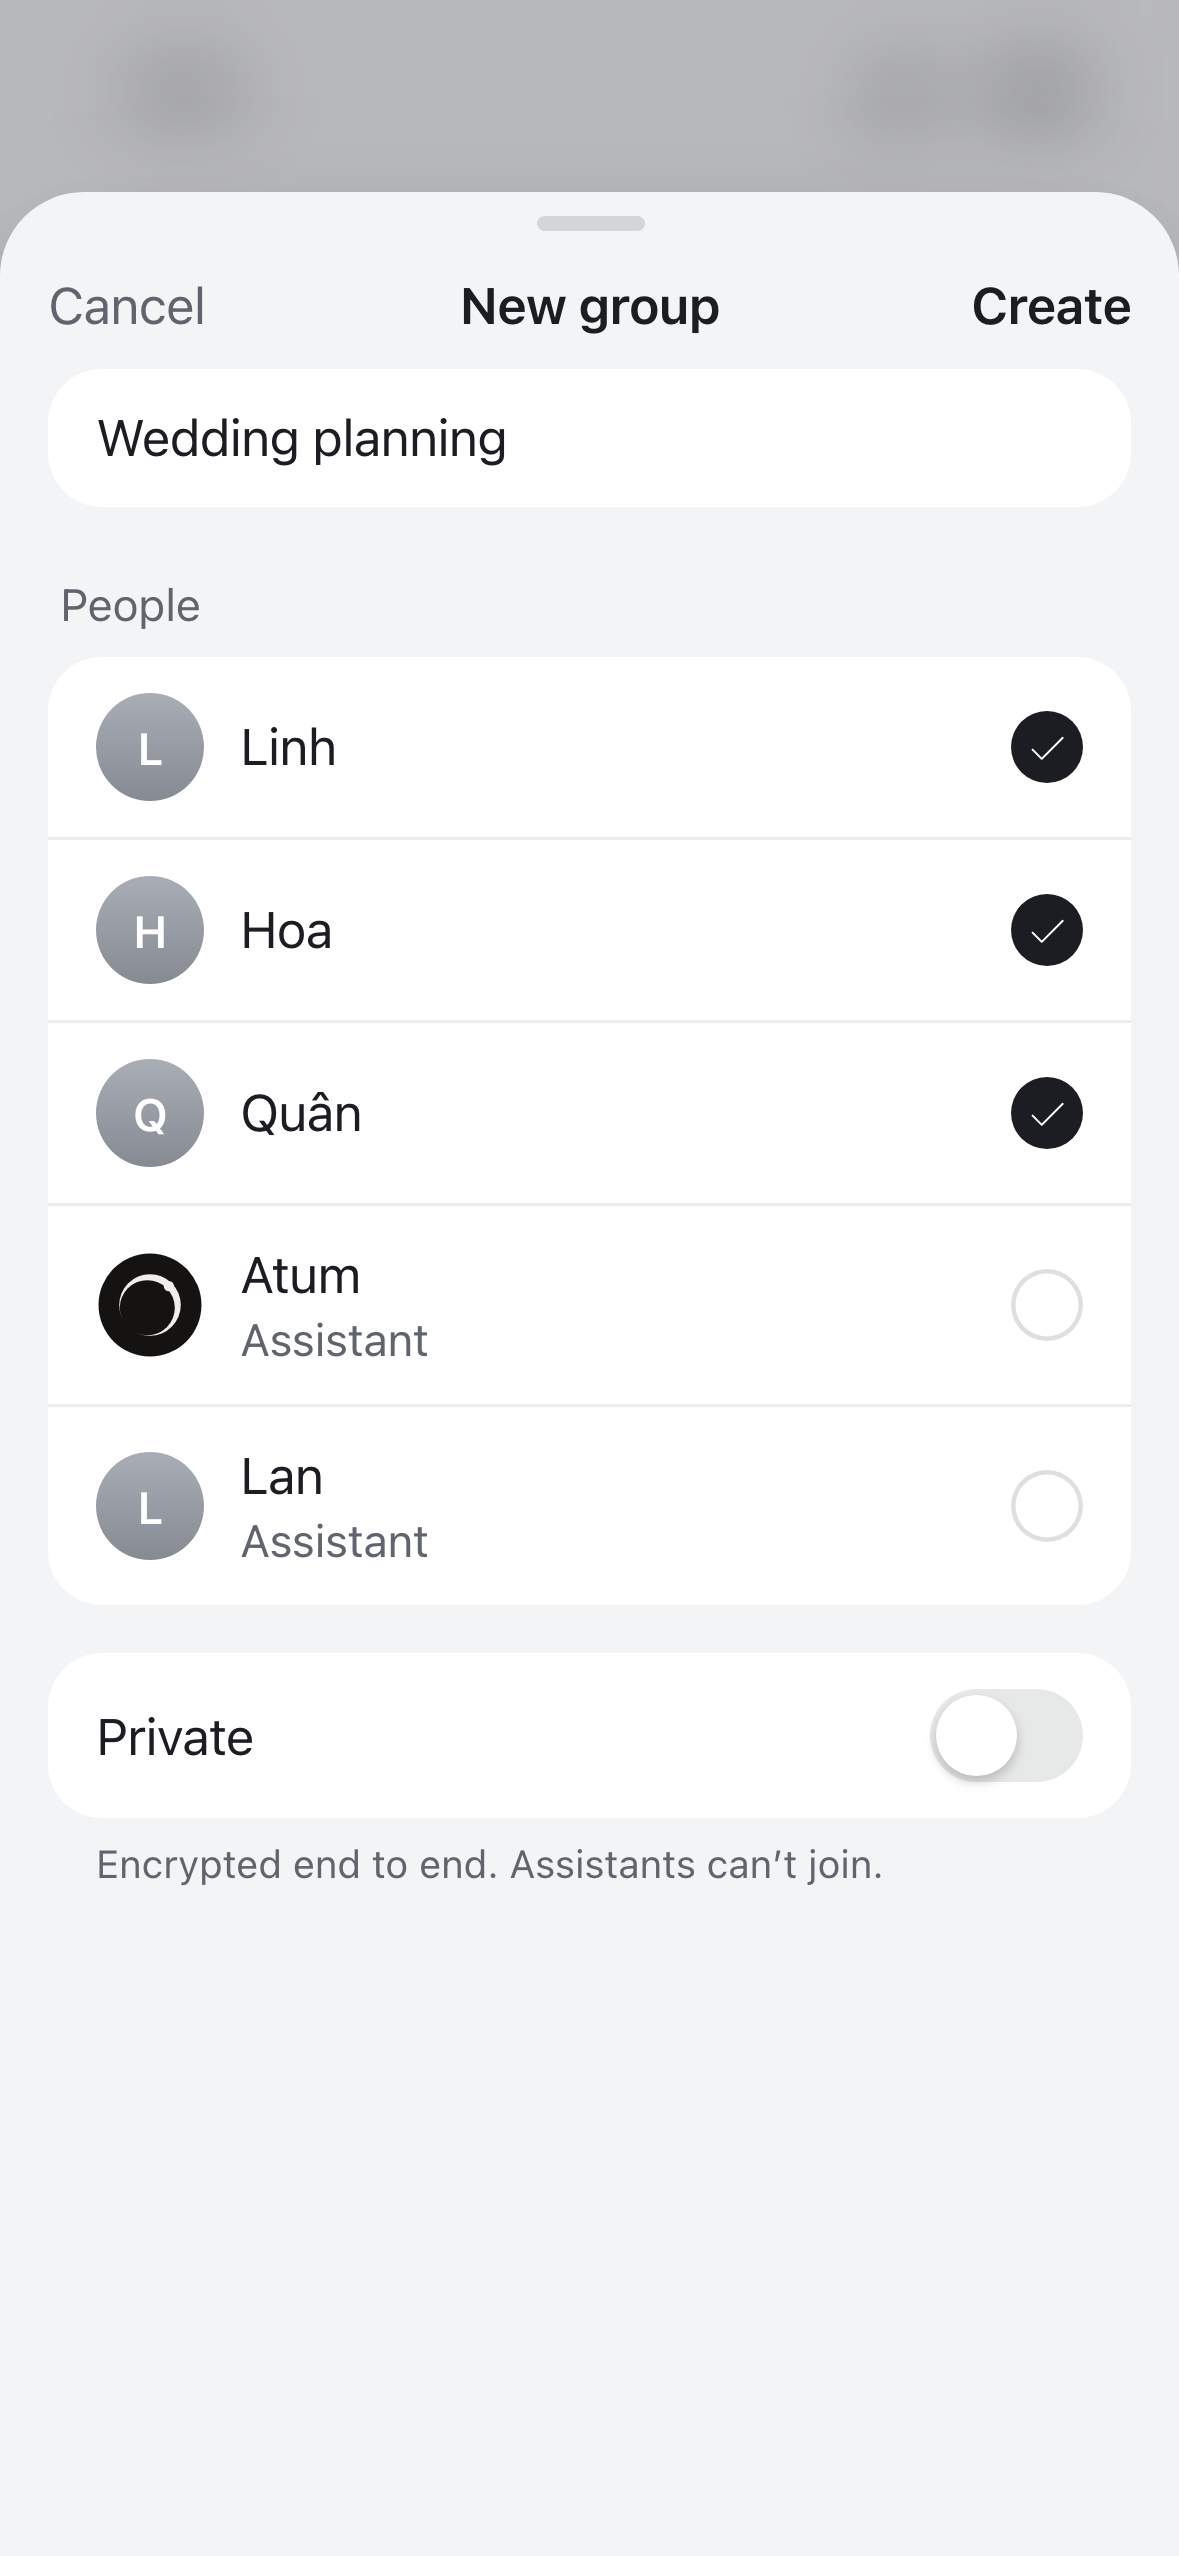 Cancel
New group
Create
Wedding planning
People
L
Linh
H
Hoa
Q
Quân
Atum
Assistant
L
Lan
Assistant
Private
Encrypted end to end. Assistants can’t join.